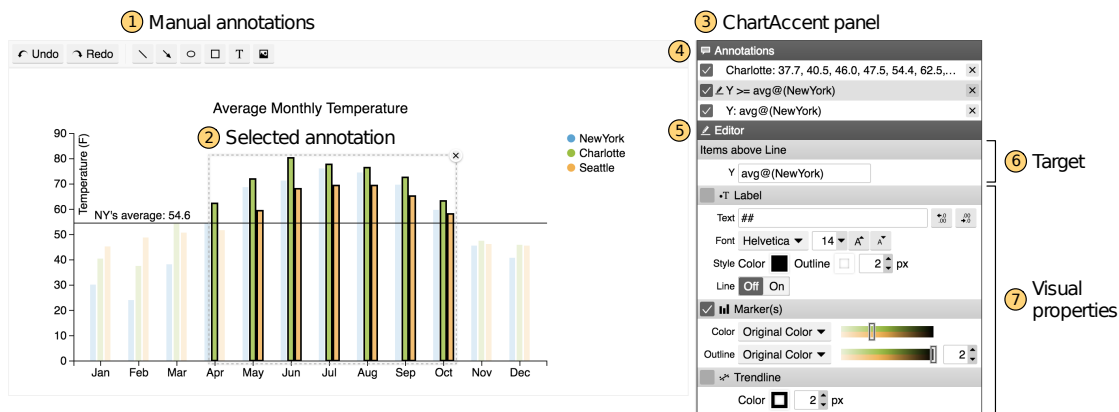 1 Manual annotations
3 ChartAccent panel
Undo Redo T
4 Annotations
Charlotte: 37.7, 40.5, 46.0, 47.5, 54.4, 62.5,... ×
Y >= avg@(NewYork) ×
Y: avg@(NewYork) ×
5 Editor
Items above Line
Y avg@(NewYork)
6 Target
T Label
Text ## .0 .00 .00 .0
Font Helvetica 14 A A
Style Color Outline 2 px
Line Off On
Marker(s)
Color Original Color
Outline Original Color 2
Trendline
Color 2 px
7 Visual
properties
Average Monthly Temperature
2 Selected annotation
×
NewYork
Charlotte
Seattle
Temperature (F)
90
80
70
60
50
40
30
20
10
0
NY's average: 54.6
Jan Feb Mar Apr May Jun Jul Aug Sep Oct Nov Dec